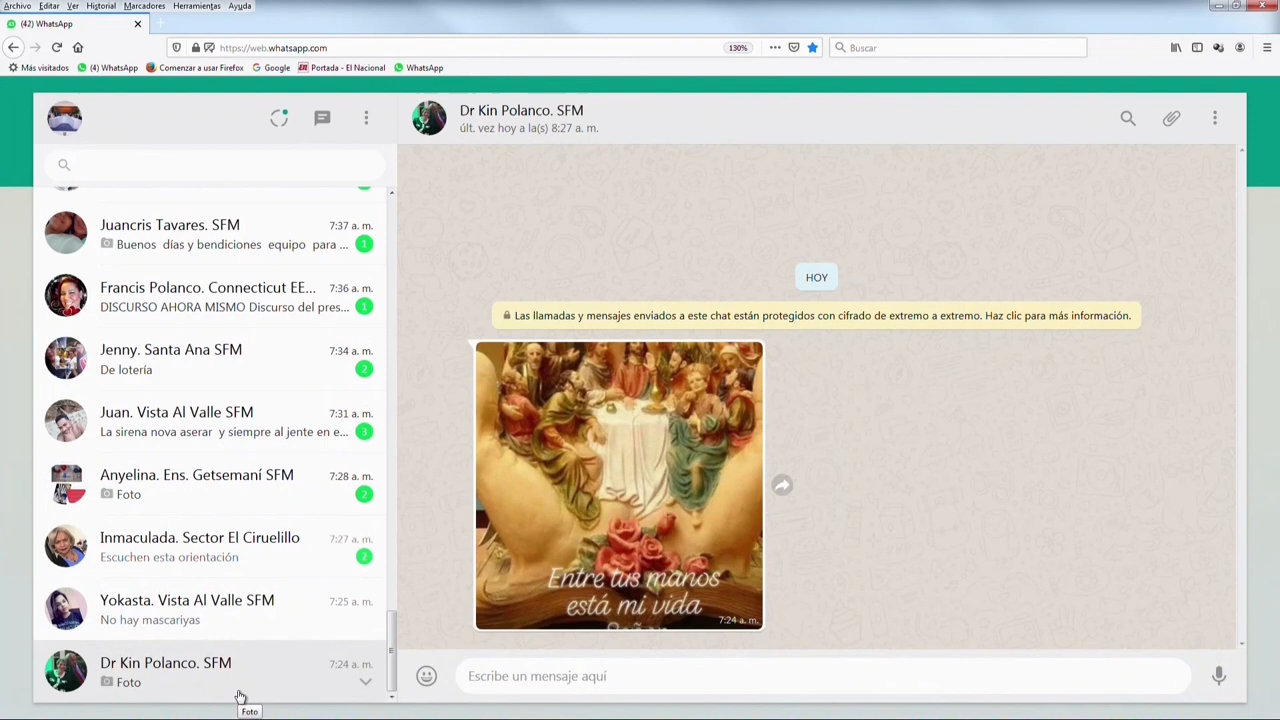 Archivo Editar Ver Historial Marcadores Herramientas Ayuda
(42) WhatsApp
https://web.whatsapp.com
130%
Buscar
Más visitados (4) WhatsApp Comenzar a usar Firefox Google Portada - El Nacional WhatsApp
Dr Kin Polanco. SFM
últ. vez hoy a la(s) 8:27 a. m.
Juancris Tavares. SFM 7:37 a. m.
Buenos días y bendiciones equipo para ... 1
Francis Polanco. Connecticut EE... 7:36 a. m.
DISCURSO AHORA MISMO Discurso del pres... 1
Jenny. Santa Ana SFM 7:34 a. m.
De lotería 2
Juan. Vista Al Valle SFM 7:31 a. m.
La sirena nova aserar y siempre al jente en e... 3
Anyelina. Ens. Getsemaní SFM 7:28 a. m.
Foto 2
Inmaculada. Sector El Ciruelillo 7:27 a. m.
Escuchen esta orientación 2
Yokasta. Vista Al Valle SFM 7:25 a. m.
No hay mascariyas
Dr Kin Polanco. SFM 7:24 a. m.
Foto
Foto
HOY
Las llamadas y mensajes enviados a este chat están protegidos con cifrado de extremo a extremo. Haz clic para más información.
Entre tus manos
está mi vida
7:24 a. m.
Escribe un mensaje aquí